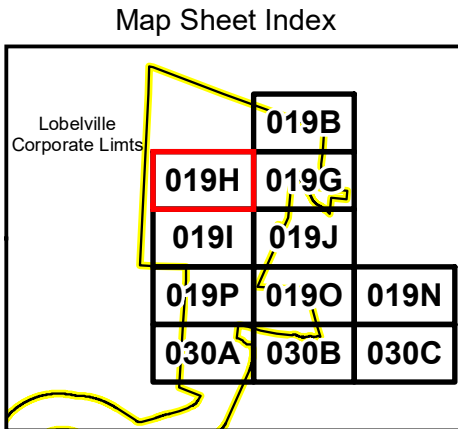 Map Sheet Index
Lobelville
Corporate Limts
019B
019H 019G
019I 019J
019P 019O 019N
030A 030B 030C